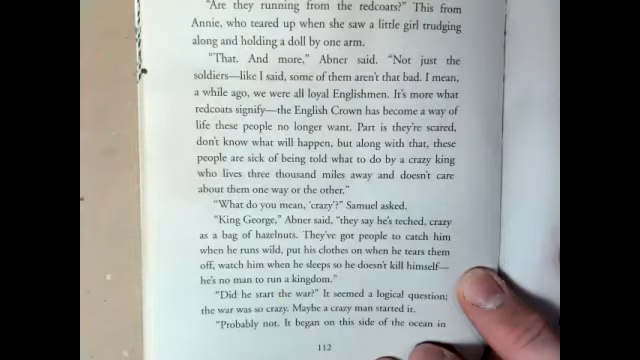 "Are they running from the redcoats?" This from
Annie, who teared up when she saw a little girl trudging
along and holding a doll by one arm.
"That. And more," Abner said. "Not just the
soldiers—like I said, some of them aren't that bad. I mean,
a while ago, we were all loyal Englishmen. It's more what
redcoats signify—the English Crown has become a way of
life these people no longer want. Part is they're scared,
don't know what will happen, but along with that, these
people are sick of being told what to do by a crazy king
who lives three thousand miles away and doesn't care
about them one way or the other."
"What do you mean, 'crazy'?" Samuel asked.
"King George," Abner said, "they say he's teched, crazy
as a bag of hazelnuts. They've got people to catch him
when he runs wild, put his clothes on when he tears them
off, watch him when he sleeps so he doesn't kill himself—
he's no man to run a kingdom."
"Did he start the war?" It seemed a logical question;
the war was so crazy. Maybe a crazy man started it.
"Probably not. It began on this side of the ocean in
112